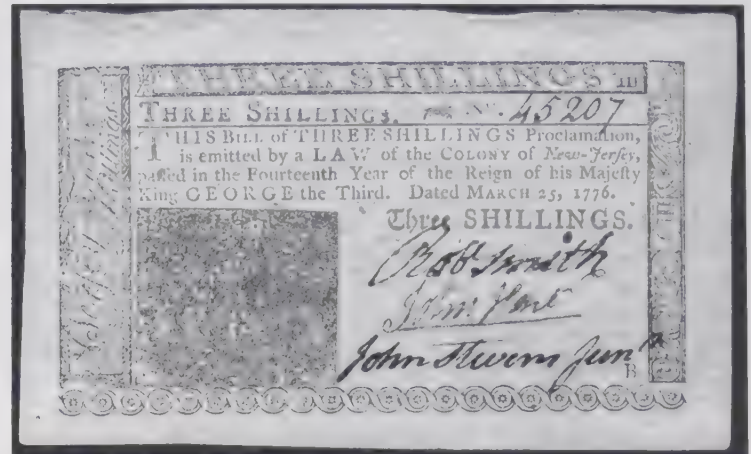 THREE SHILLINGS
THREE SHILLINGS. No. 45207
THIS BILL of THREE SHILLINGS Proclamation,
is emitted by a LAW of the COLONY of New-Jersey,
passed in the Fourteenth Year of the Reign of his Majesty
King GEORGE the Third. Dated MARCH 25, 1776.
Three SHILLINGS.
Robt Smith
John
John Stevens Junr
B